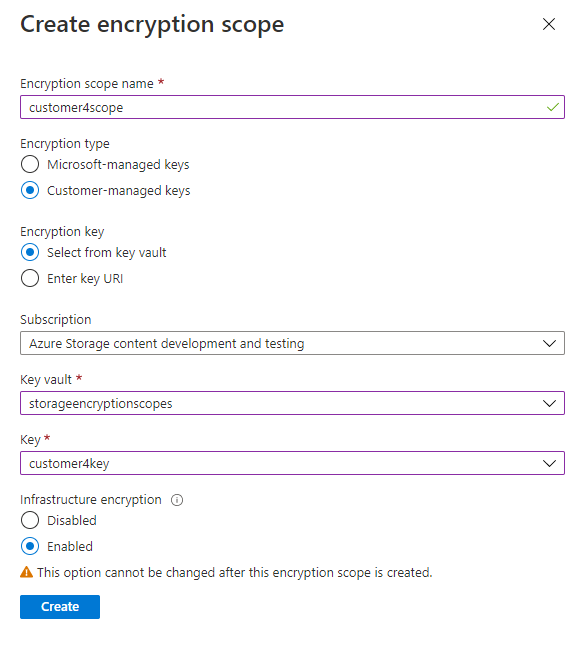 Create encryption scope
Encryption scope name *
customer4scope
Encryption type
Microsoft-managed keys
Customer-managed keys
Encryption key
Select from key vault
Enter key URI
Subscription
Azure Storage content development and testing
Key vault *
storageencryptionscopes
Key *
customer4key
Infrastructure encryption
Disabled
Enabled
This option cannot be changed after this encryption scope is created.
Create